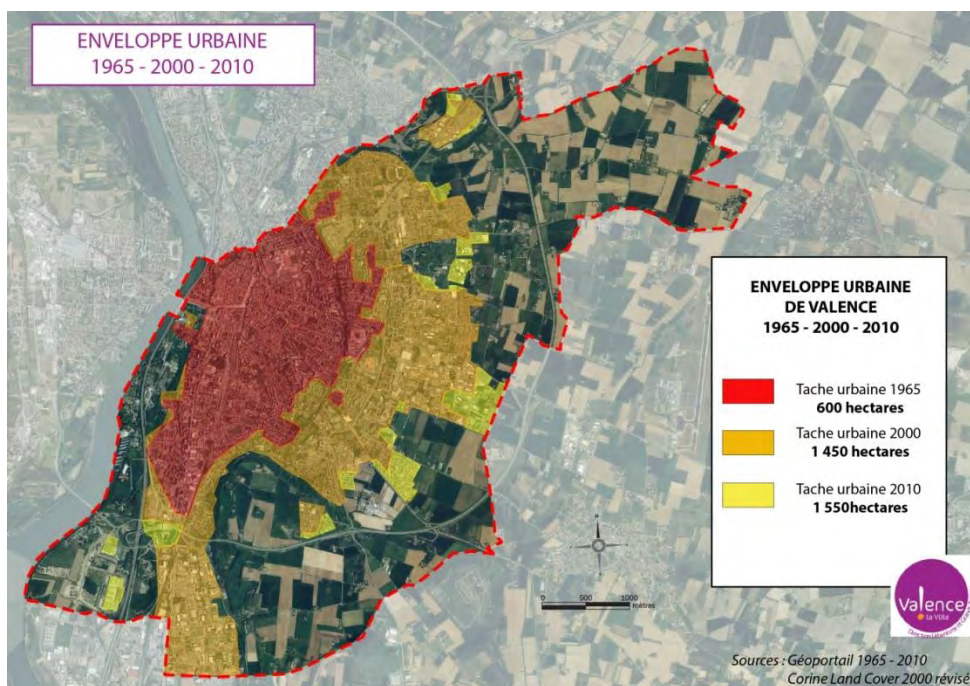 ENVELOPPE URBAINE
1965 - 2000 - 2010
ENVELOPPE URBAINE
DE VALENCE
1965 - 2000 - 2010
Tache urbaine 1965
600 hectares
Tache urbaine 2000
1 450 hectares
Tache urbaine 2010
1 550hectares
0 500 1000
mètres
Valence
la Ville
Sources : Géoportail 1965 - 2010
Corine Land Cover 2000 révisé